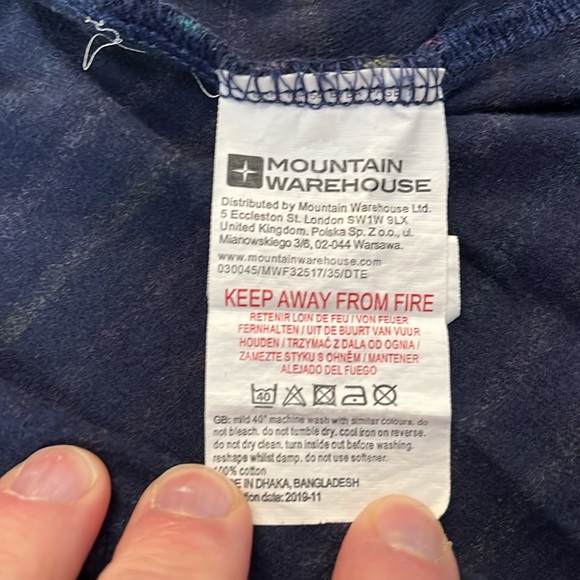 MOUNTAIN
WAREHOUSE
Distributed by Mountain Warehouse Ltd.
5 Eccleston St. London SW1W 9LX
United Kingdom. Polska Sp. Z o.o., ul.
Mianowskiego 3/6, 02-044 Warsawa.
www.mountainwarehouse.com
030045/MWF32517/35/DTE
KEEP AWAY FROM FIRE
RETENIR LOIN DE FEU / VON FEUER
FERNHALTEN / UIT DE BUURT VAN VUUR
HOUDEN / TRZYMAĆ Z DALA OD OGNIA /
ZAMEZTE STYKU S OHNĚM / MANTENER
ALEJADO DEL FUEGO
40
GB: mild 40° machine wash with similar colours. do
not bleach. do not tumble dry. cool iron on reverse.
do not dry clean. turn inside out before washing.
reshape whilst damp. do not use softener.
100% cotton
E IN DHAKA, BANGLADESH
tion date: 2019-11